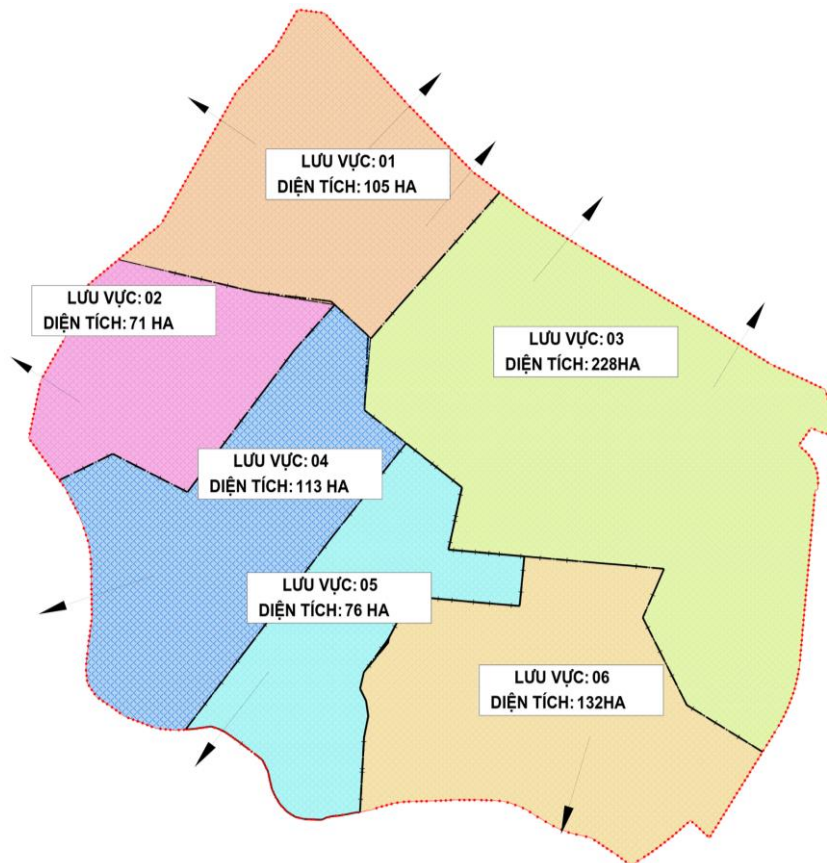 LƯU VỰC: 01
DIỆN TÍCH: 105 HA
LƯU VỰC: 02
DIỆN TÍCH: 71 HA
LƯU VỰC: 03
DIỆN TÍCH: 228HA
LƯU VỰC: 04
DIỆN TÍCH: 113 HA
LƯU VỰC: 05
DIỆN TÍCH: 76 HA
LƯU VỰC: 06
DIỆN TÍCH: 132HA